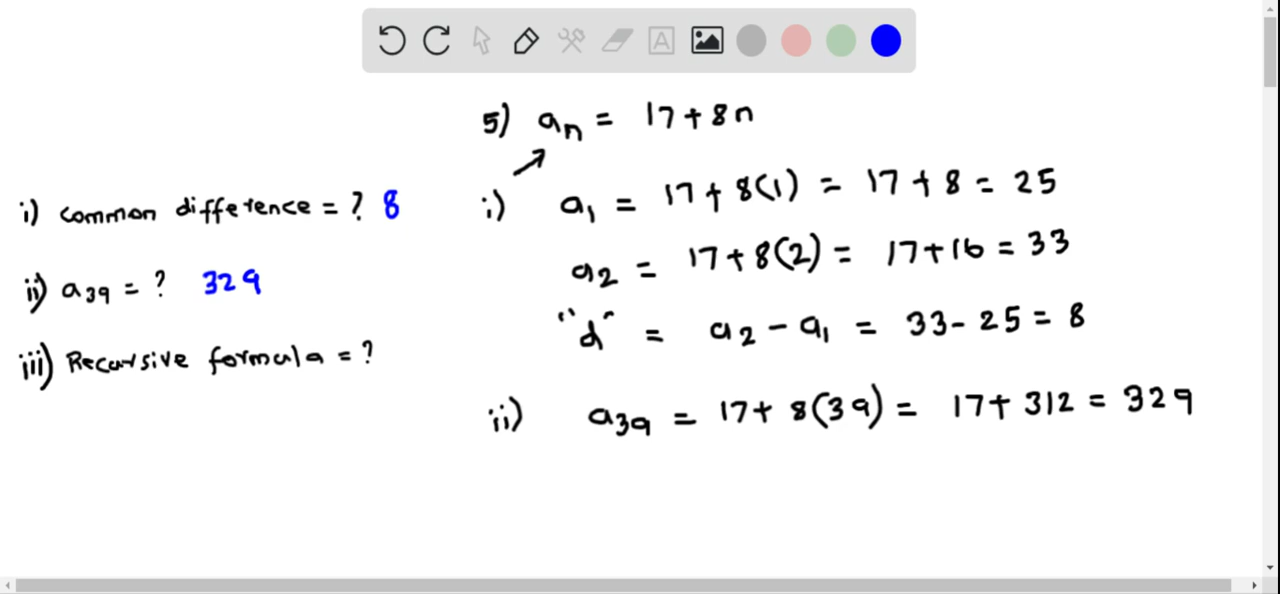 5) an = 17 + 8n
i) common difference = ? 8
ii) a39 = ? 329
iii) Recursive formula = ?
i) a1 = 17 + 8(1) = 17 + 8 = 25
a2 = 17 + 8(2) = 17 + 16 = 33
"d" = a2 - a1 = 33 - 25 = 8
ii) a39 = 17 + 8(39) = 17 + 312 = 329